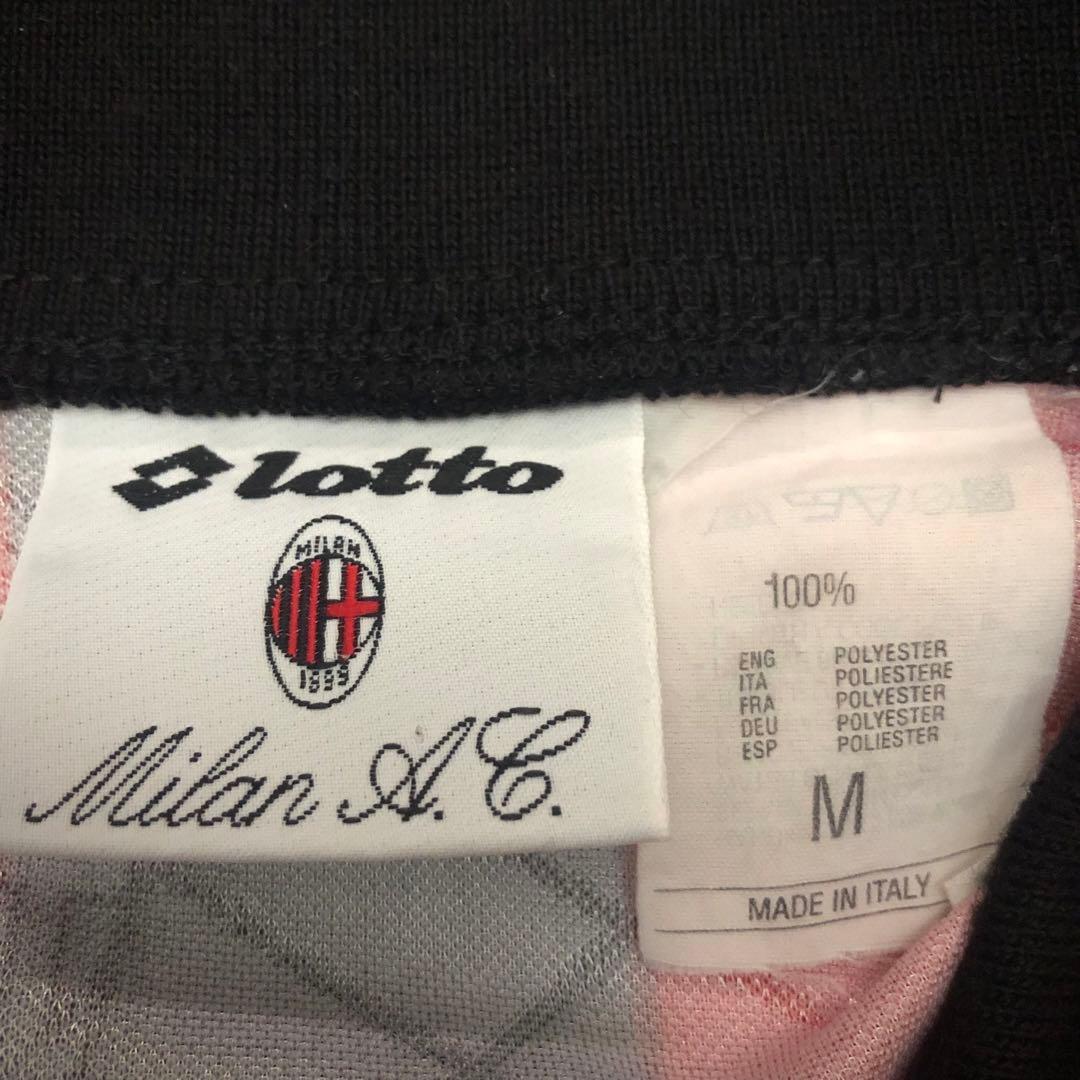 lotto
MILAN
1899
Milan A.C.
100%
ENG POLYESTER
ITA POLIESTERE
FRA POLYESTER
DEU POLYESTER
ESP POLIESTER
M
MADE IN ITALY